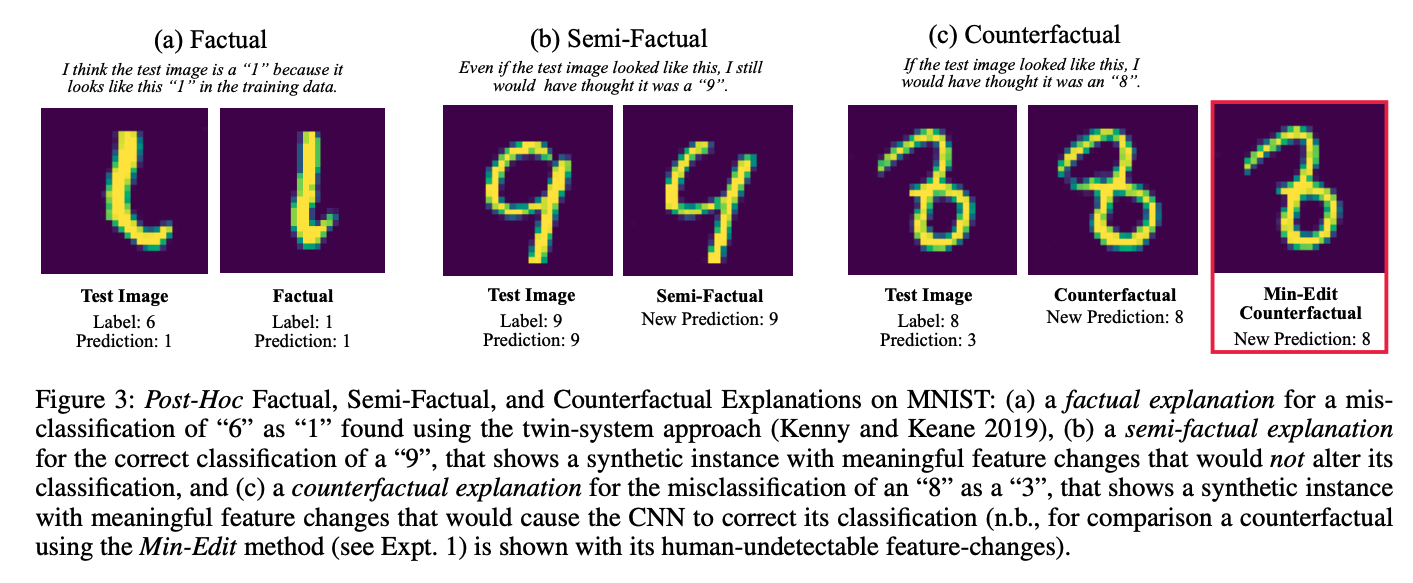 (a) Factual
I think the test image is a “1” because it
looks like this “1” in the training data.
Test Image
Label: 6
Prediction: 1
Factual
Label: 1
Prediction: 1
(b) Semi-Factual
Even if the test image looked like this, I still
would have thought it was a “9”.
Test Image
Label: 9
Prediction: 9
Semi-Factual
New Prediction: 9
(c) Counterfactual
If the test image looked like this, I
would have thought it was an “8”.
Test Image
Label: 8
Prediction: 3
Counterfactual
New Prediction: 8
Min-Edit
Counterfactual
New Prediction: 8
Figure 3: Post-Hoc Factual, Semi-Factual, and Counterfactual Explanations on MNIST: (a) a factual explanation for a mis-
classification of “6” as “1” found using the twin-system approach (Kenny and Keane 2019), (b) a semi-factual explanation
for the correct classification of a “9”, that shows a synthetic instance with meaningful feature changes that would not alter its
classification, and (c) a counterfactual explanation for the misclassification of an “8” as a “3”, that shows a synthetic instance
with meaningful feature changes that would cause the CNN to correct its classification (n.b., for comparison a counterfactual
using the Min-Edit method (see Expt. 1) is shown with its human-undetectable feature-changes).